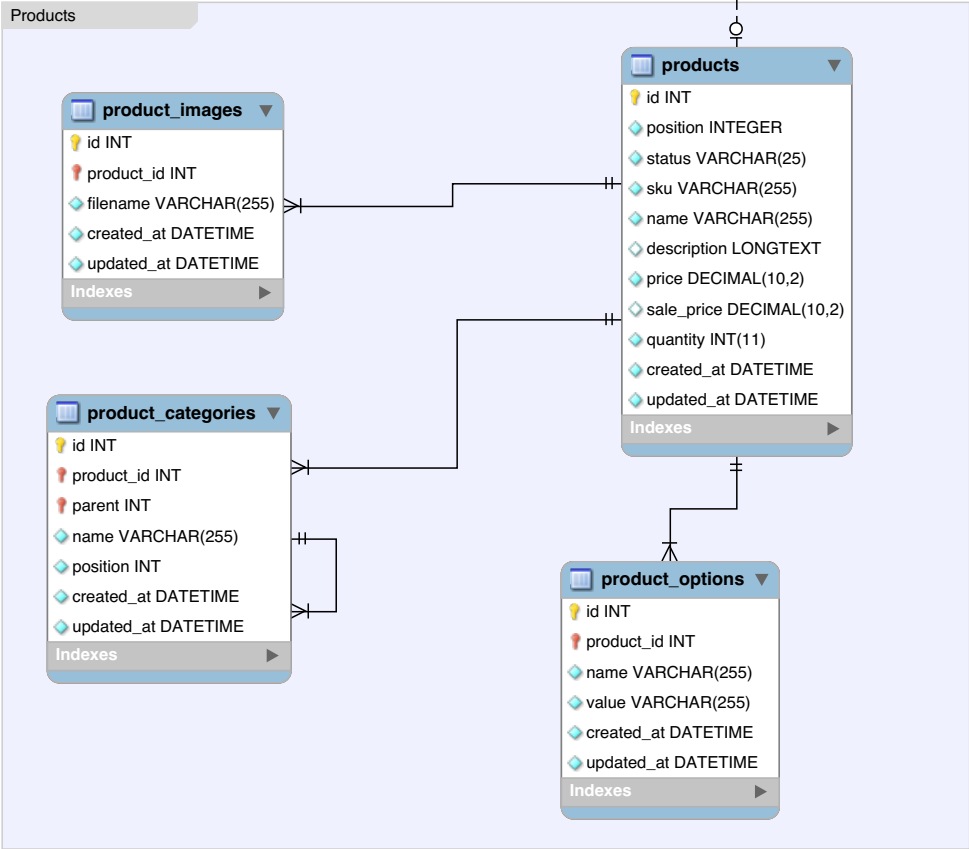 Products
product_images
id INT
product_id INT
filename VARCHAR(255)
created_at DATETIME
updated_at DATETIME
Indexes
products
id INT
position INTEGER
status VARCHAR(25)
sku VARCHAR(255)
name VARCHAR(255)
description LONGTEXT
price DECIMAL(10,2)
sale_price DECIMAL(10,2)
quantity INT(11)
created_at DATETIME
updated_at DATETIME
Indexes
product_categories
id INT
product_id INT
parent INT
name VARCHAR(255)
position INT
created_at DATETIME
updated_at DATETIME
Indexes
product_options
id INT
product_id INT
name VARCHAR(255)
value VARCHAR(255)
created_at DATETIME
updated_at DATETIME
Indexes